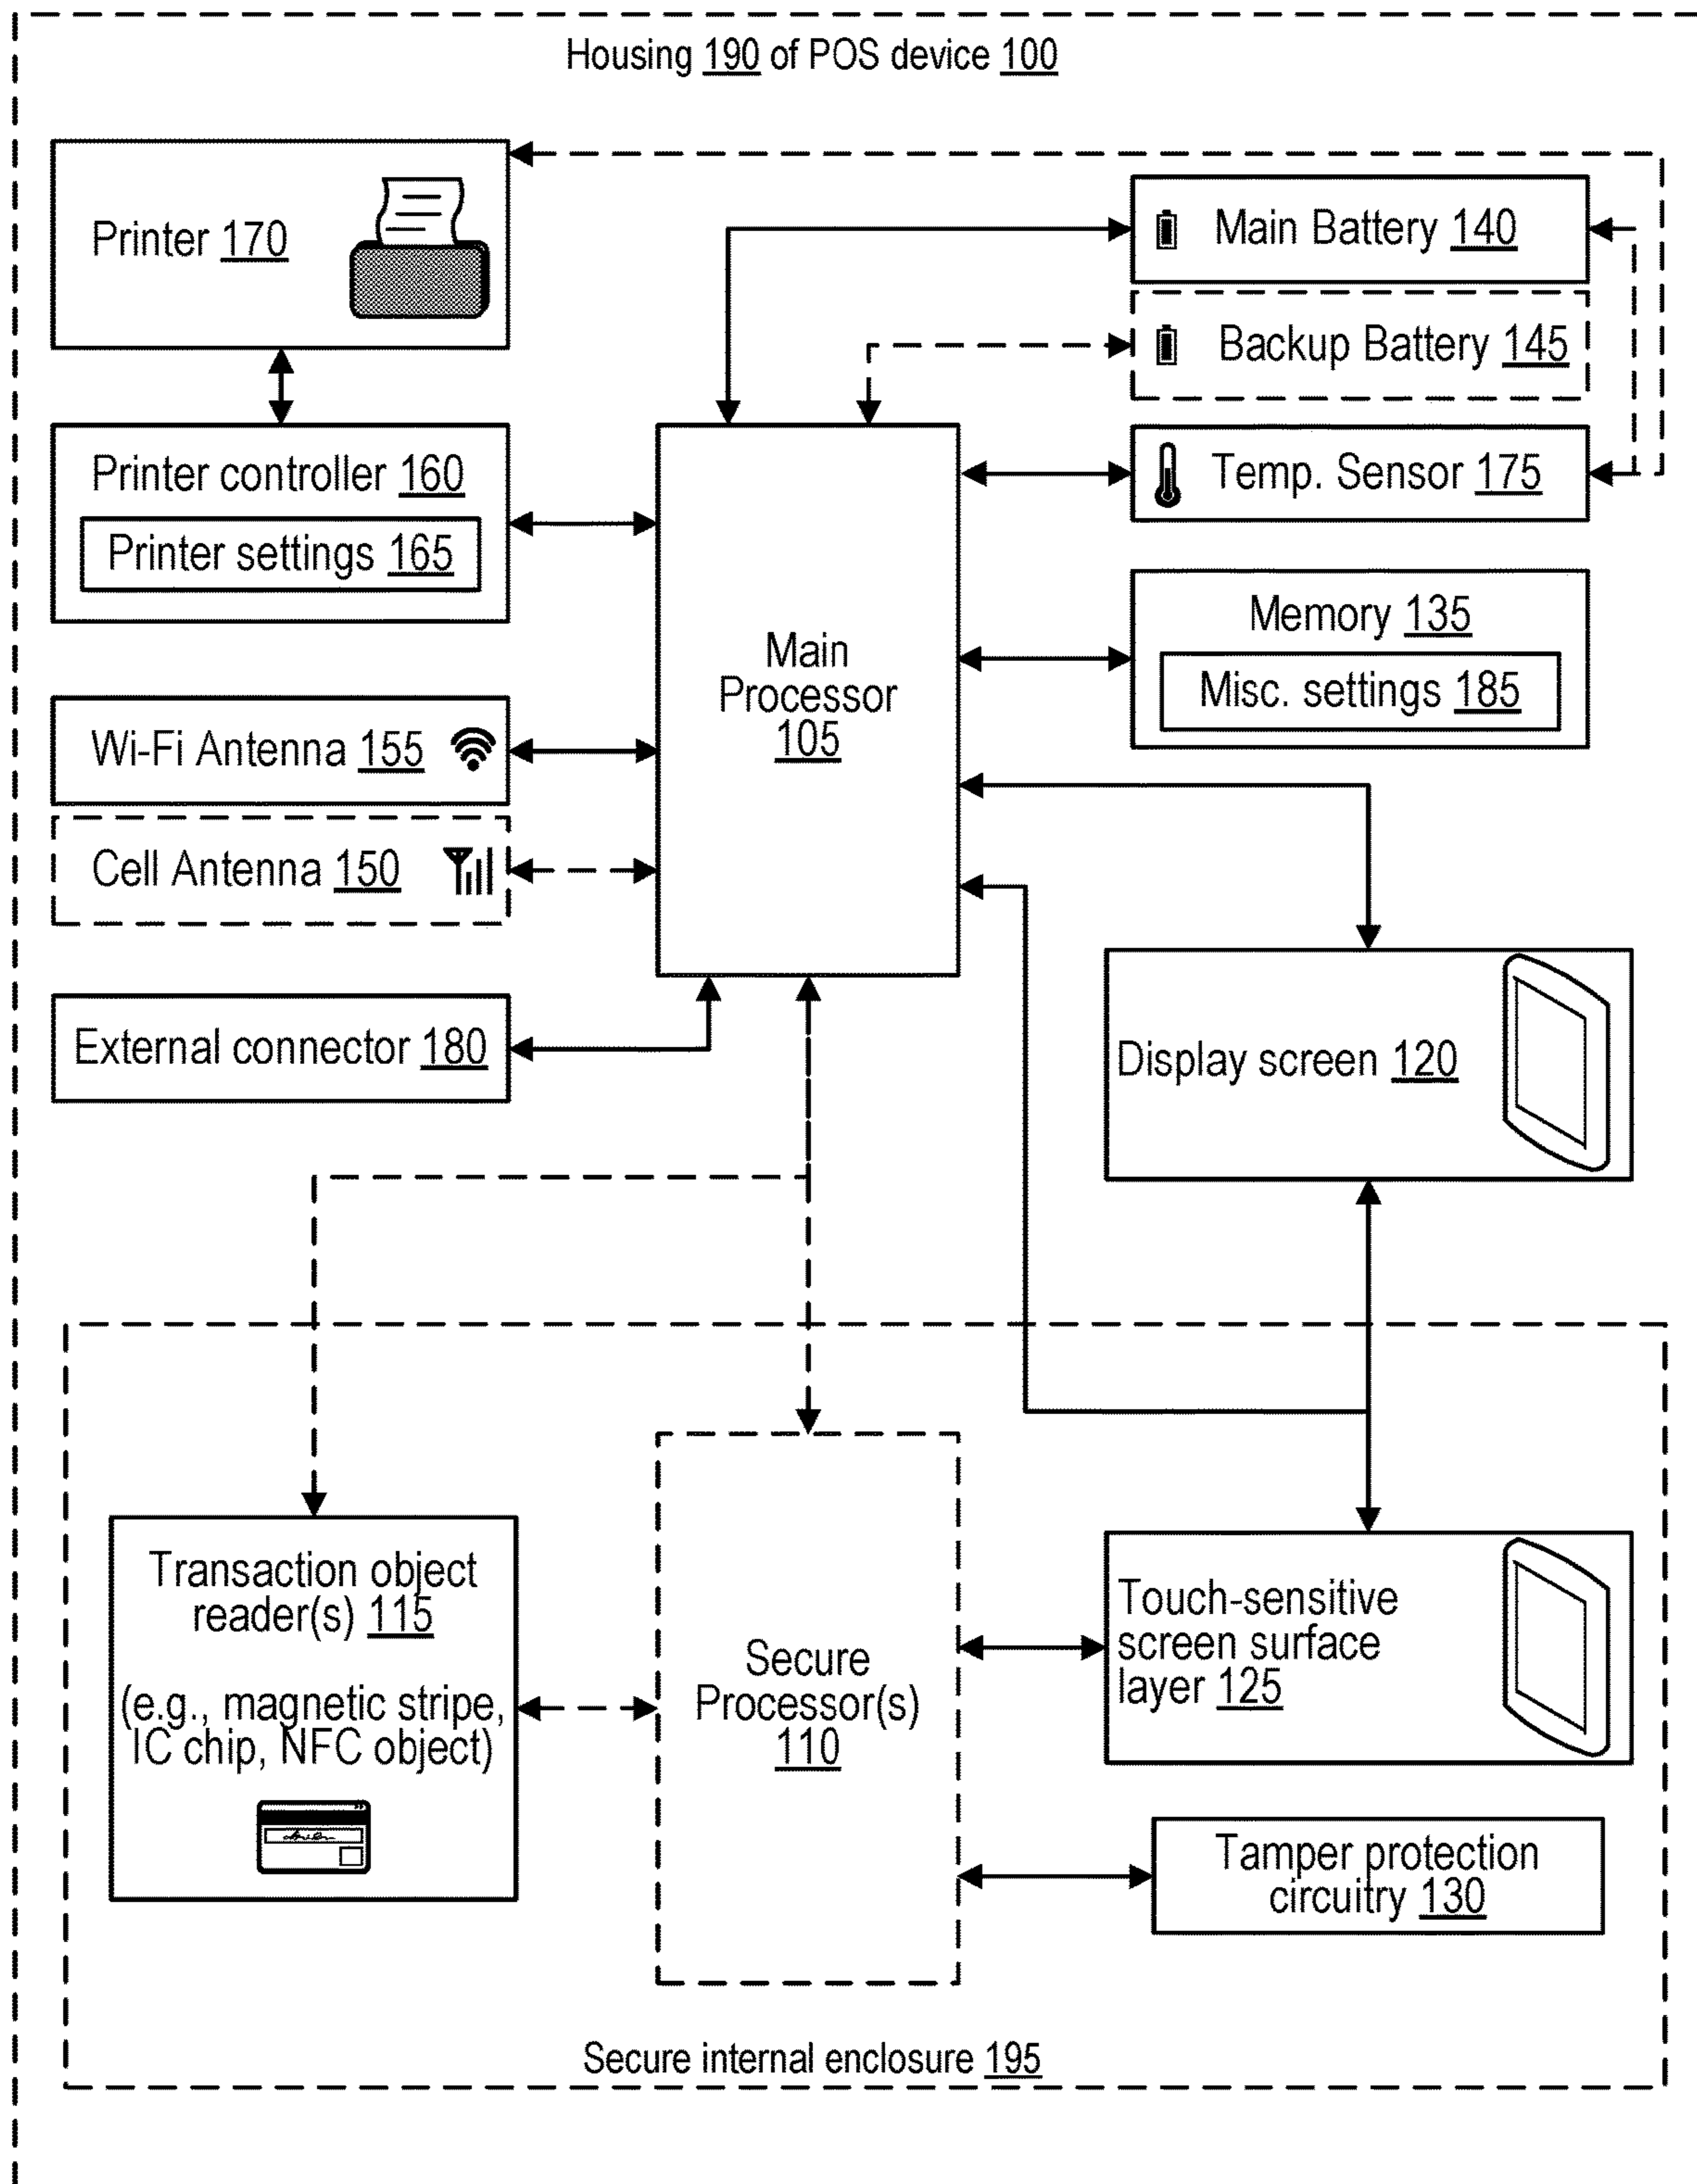 Housing 190 of POS device 100
Printer 170
Main Battery 140
Backup Battery 145
Printer controller 160
Printer settings 165
Temp. Sensor 175
Memory 135
Misc. settings 185
Main
Processor
105
Wi-Fi Antenna 155
Cell Antenna 150
External connector 180
Display screen 120
Transaction object
reader(s) 115
(e.g., magnetic stripe,
IC chip, NFC object)
Secure
Processor(s)
110
Touch-sensitive
screen surface
layer 125
Tamper protection
circuitry 130
Secure internal enclosure 195